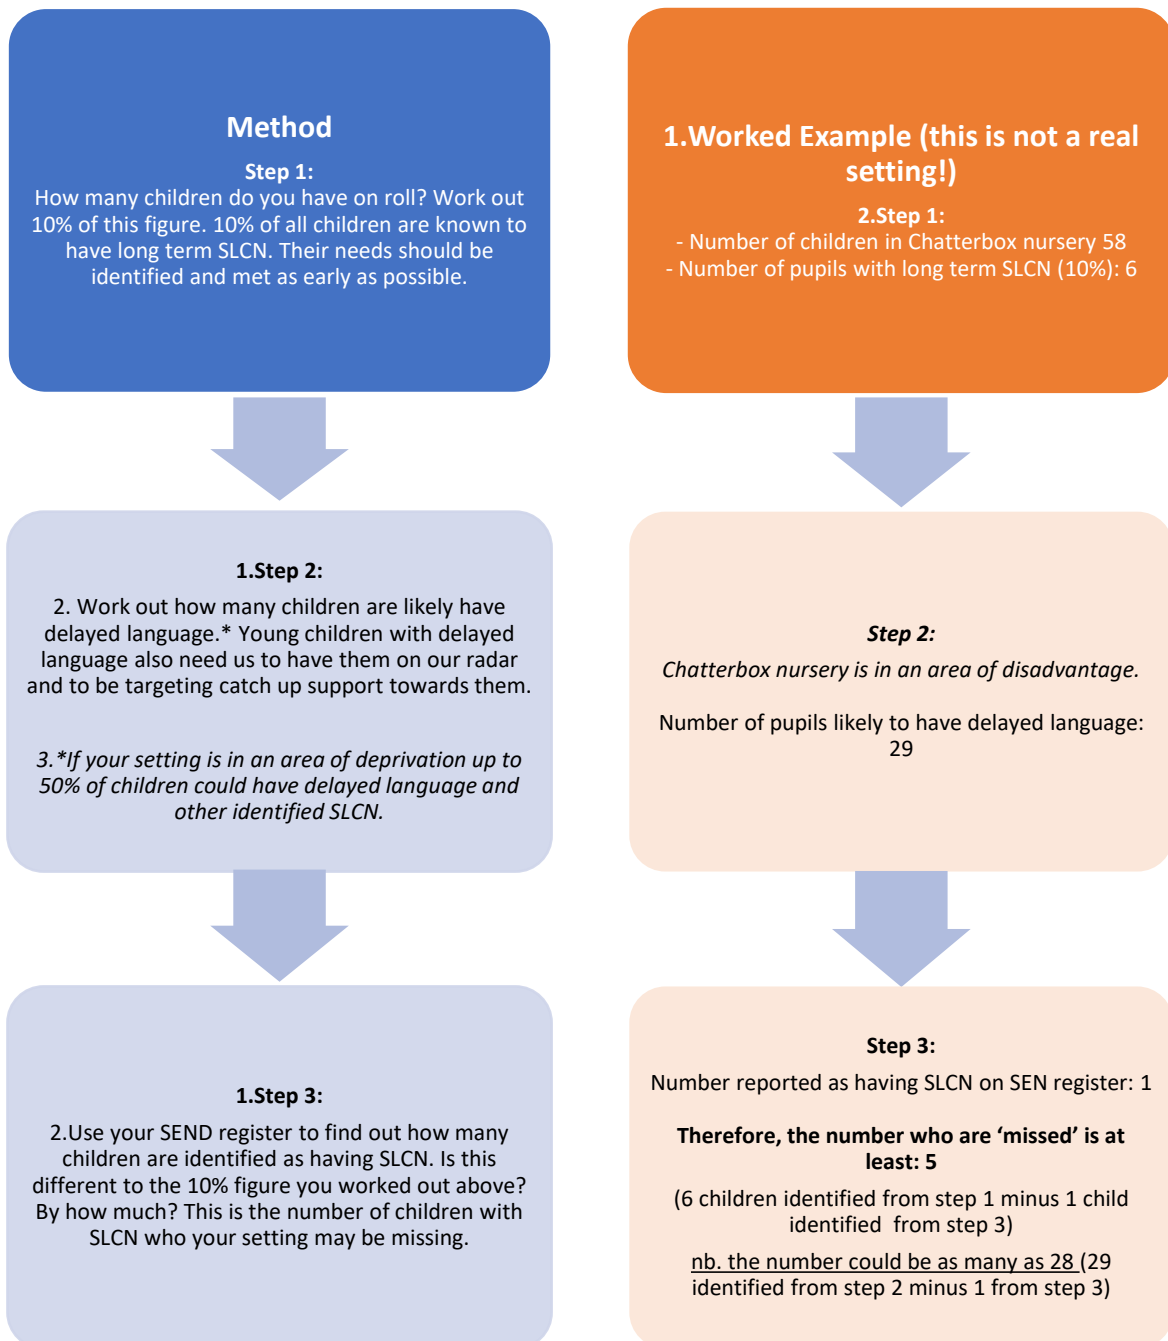 Method
Step 1:
How many children do you have on roll? Work out
10% of this figure. 10% of all children are known to
have long term SLCN. Their needs should be
identified and met as early as possible.
1.Step 2:
2. Work out how many children are likely have
delayed language.* Young children with delayed
language also need us to have them on our radar
and to be targeting catch up support towards them.
3.*If your setting is in an area of deprivation up to
50% of children could have delayed language and
other identified SLCN.
1.Step 3:
2.Use your SEND register to find out how many
children are identified as having SLCN. Is this
different to the 10% figure you worked out above?
By how much? This is the number of children with
SLCN who your setting may be missing.
1.Worked Example (this is not a real
setting!)
2.Step 1:
- Number of children in Chatterbox nursery 58
- Number of pupils with long term SLCN (10%): 6
Step 2:
Chatterbox nursery is in an area of disadvantage.
Number of pupils likely to have delayed language:
29
Step 3:
Number reported as having SLCN on SEN register: 1
Therefore, the number who are ‘missed’ is at
least: 5
(6 children identified from step 1 minus 1 child
identified from step 3)
nb. the number could be as many as 28 (29
identified from step 2 minus 1 from step 3)